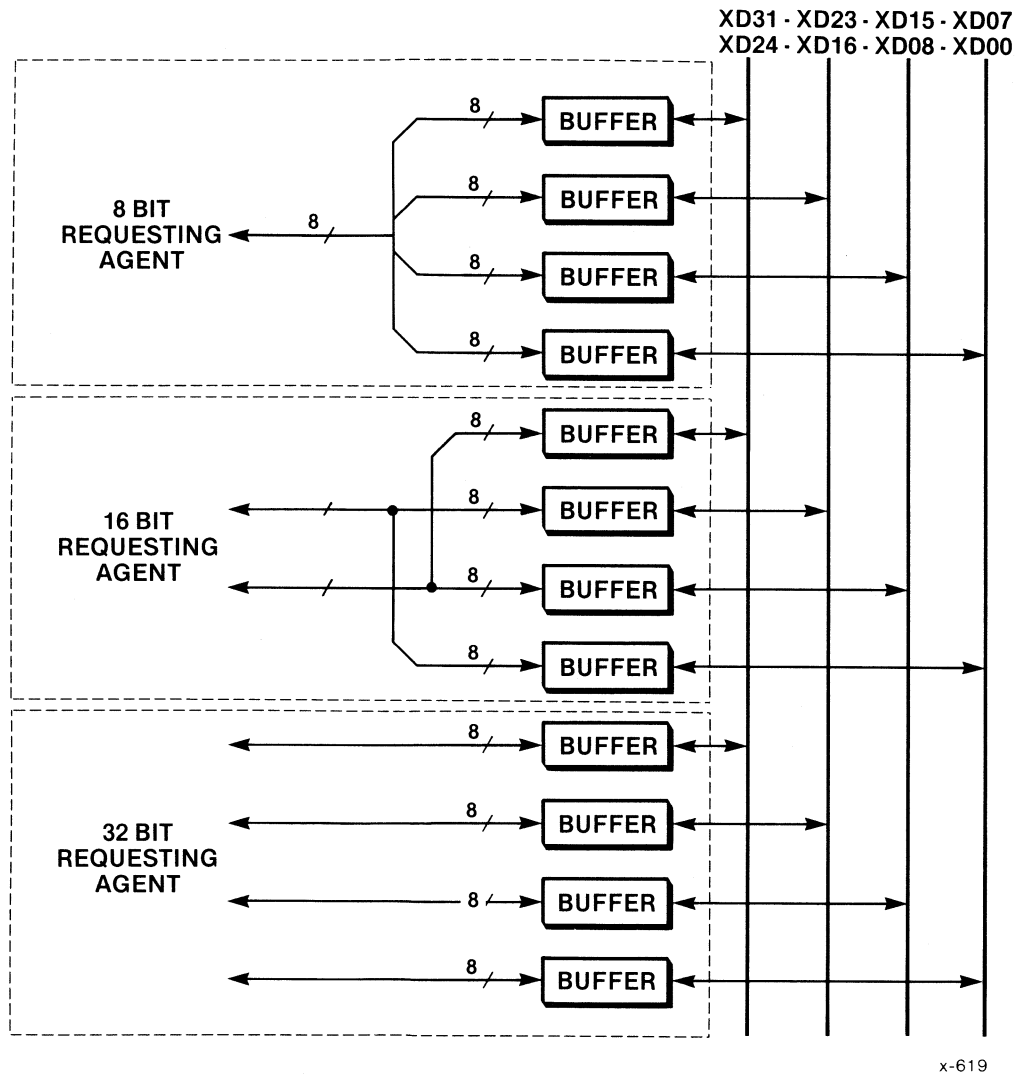 XD31 - XD23 - XD15 - XD07
XD24 - XD16 - XD08 - XD00
8
BUFFER
8
BUFFER
8 BIT
REQUESTING
AGENT
8
8
BUFFER
8
BUFFER
8
BUFFER
8
BUFFER
16 BIT
REQUESTING
AGENT
8
BUFFER
8
BUFFER
8
BUFFER
8
BUFFER
32 BIT
REQUESTING
AGENT
8
BUFFER
8
BUFFER
x-619